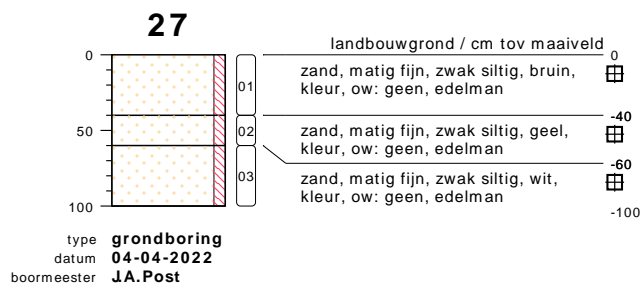 27
landbouwgrond / cm tov maaiveld
0
0
zand, matig fijn, zwak siltig, bruin,
kleur, ow: geen, edelman
01
-40
50
02
zand, matig fijn, zwak siltig, geel,
kleur, ow: geen, edelman
-60
03
zand, matig fijn, zwak siltig, wit,
kleur, ow: geen, edelman
100
-100
type grondboring
datum 04-04-2022
boormeester J.A.Post